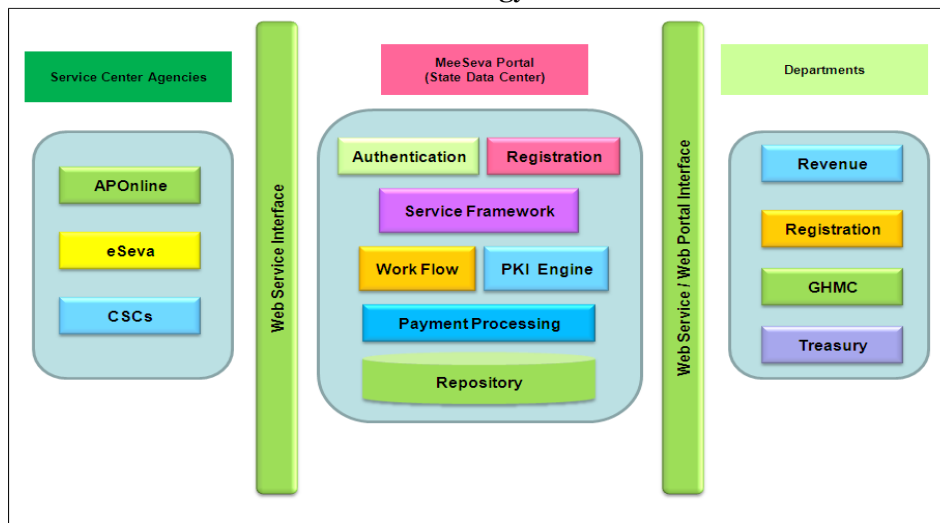 Service Center Agencies
MeeSeva Portal
(State Data Center)
Departments
APOnline
eSeva
CSCs
Web Service Interface
Authentication
Registration
Service Framework
Work Flow
PKI Engine
Payment Processing
Repository
Web Service / Web Portal Interface
Revenue
Registration
GHMC
Treasury